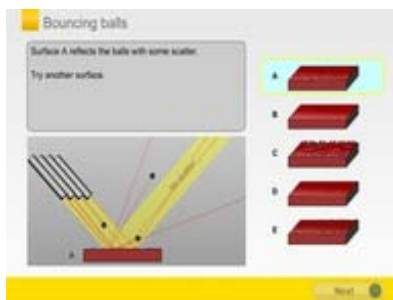 Bouncing balls
Surface A reflects the balls with some scatter.
Try another surface.
A
B
C
D
E
A
Next